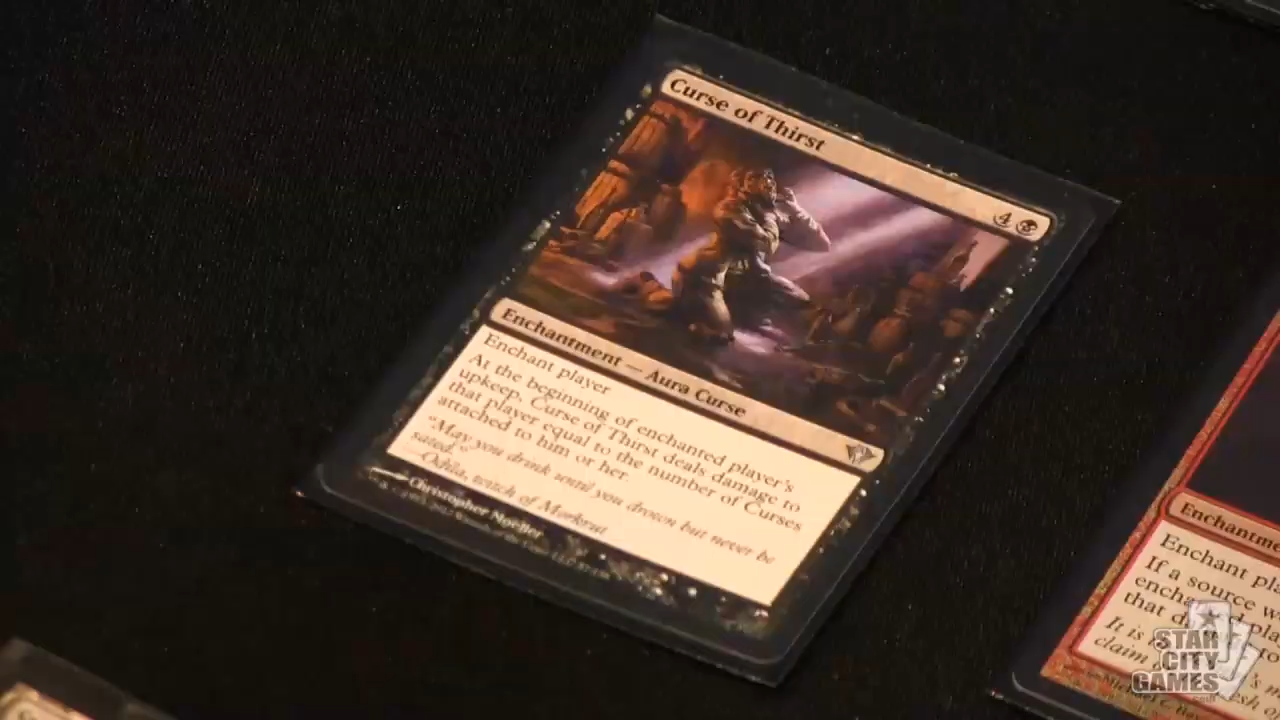 Curse of Thirst
4
Enchantment — Aura Curse
Enchant player
At the beginning of enchanted player's
upkeep, Curse of Thirst deals damage to
that player equal to the number of Curses
attached to him or her.
"May you drink until you drown but never be
sated."
—Odila, witch of Morkrut
Christopher Moeller
Enchantme
Enchant pla
If a source w
that
It is
claim
STAR
CITY
GAMES